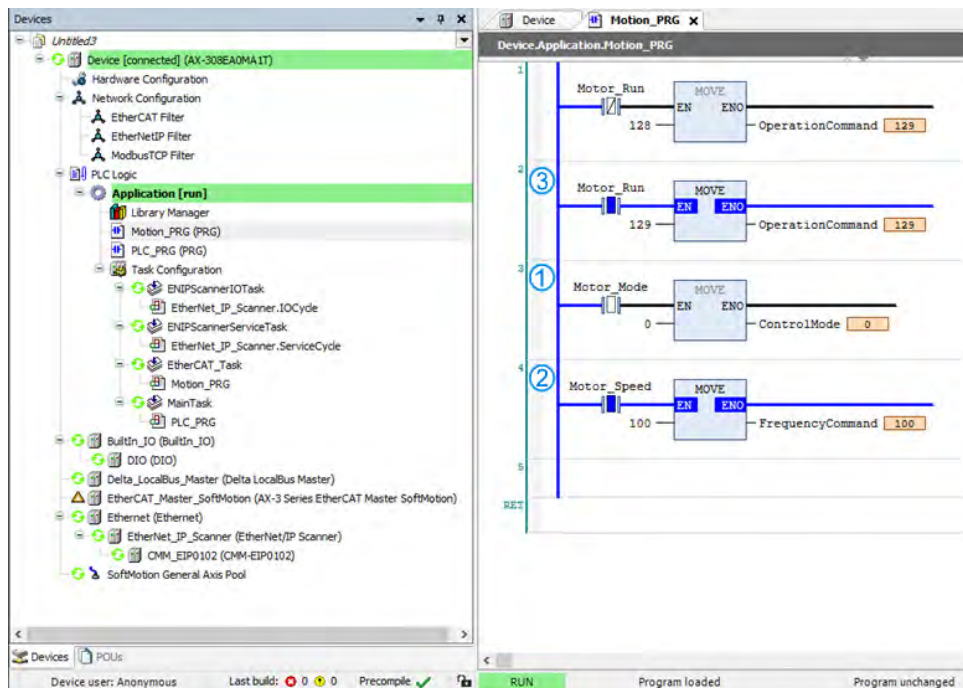 Devices
Untitled3
Device [connected] (AX-308EA0MA1T)
Hardware Configuration
Network Configuration
EtherCAT Filter
EtherNetIP Filter
ModbusTCP Filter
PLC Logic
Application [run]
Library Manager
Motion_PRG (PRG)
PLC_PRG (PRG)
Task Configuration
ENIPScannerIOTask
EtherNet_IP_Scanner.IOCycle
ENIPScannerServiceTask
EtherNet_IP_Scanner.ServiceCycle
EtherCAT_Task
Motion_PRG
MainTask
PLC_PRG
BuiltIn_IO (BuiltIn_IO)
DIO (DIO)
Delta_LocalBus_Master (Delta LocalBus Master)
EtherCAT_Master_SoftMotion (AX-3 Series EtherCAT Master SoftMotion)
Ethernet (Ethernet)
EtherNet_IP_Scanner (EtherNet/IP Scanner)
CMM_EIP0102 (CMM-EIP0102)
SoftMotion General Axis Pool
Devices POUs
Device Motion_PRG
Device.Application.Motion_PRG
1
Motor_Run MOVE
EN ENO
128 OperationCommand 129
2
③
Motor_Run MOVE
EN ENO
129 OperationCommand 129
3
①
Motor_Mode MOVE
EN ENO
0 ControlMode 0
4
②
Motor_Speed MOVE
EN ENO
100 FrequencyCommand 100
5
RET
Device user: Anonymous Last build: 0 0 Precompile RUN Program loaded Program unchanged